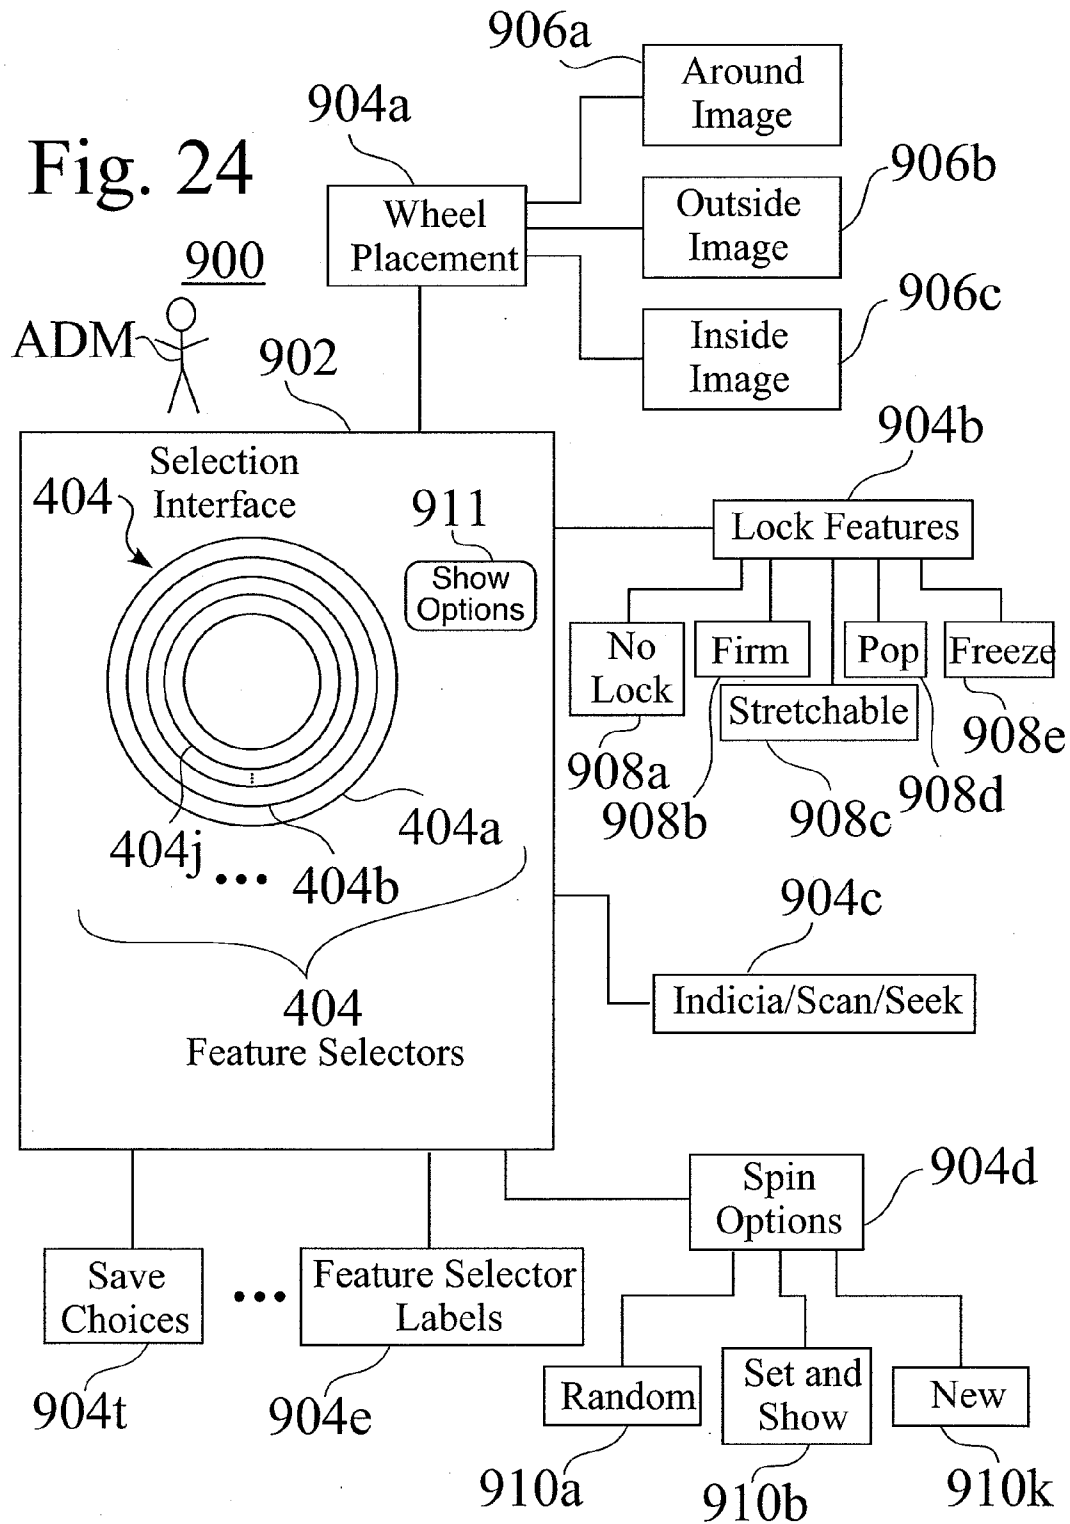 906a
Around
Image
904a
Fig. 24
906b
Wheel
Placement
Outside
Image
900
906c
ADM
902
Inside
Image
904b
Selection
Interface
404
911
Lock Features
Show
Options
No
Lock
Firm
Pop
Freeze
Stretchable
908a
908b
908c
908d
908e
404a
404j
...
404b
904c
404
Feature Selectors
Indicia/Scan/Seek
904d
Spin
Options
Save
Choices
...
Feature Selector
Labels
904t
904e
Random
Set and
Show
New
910a
910b
910k